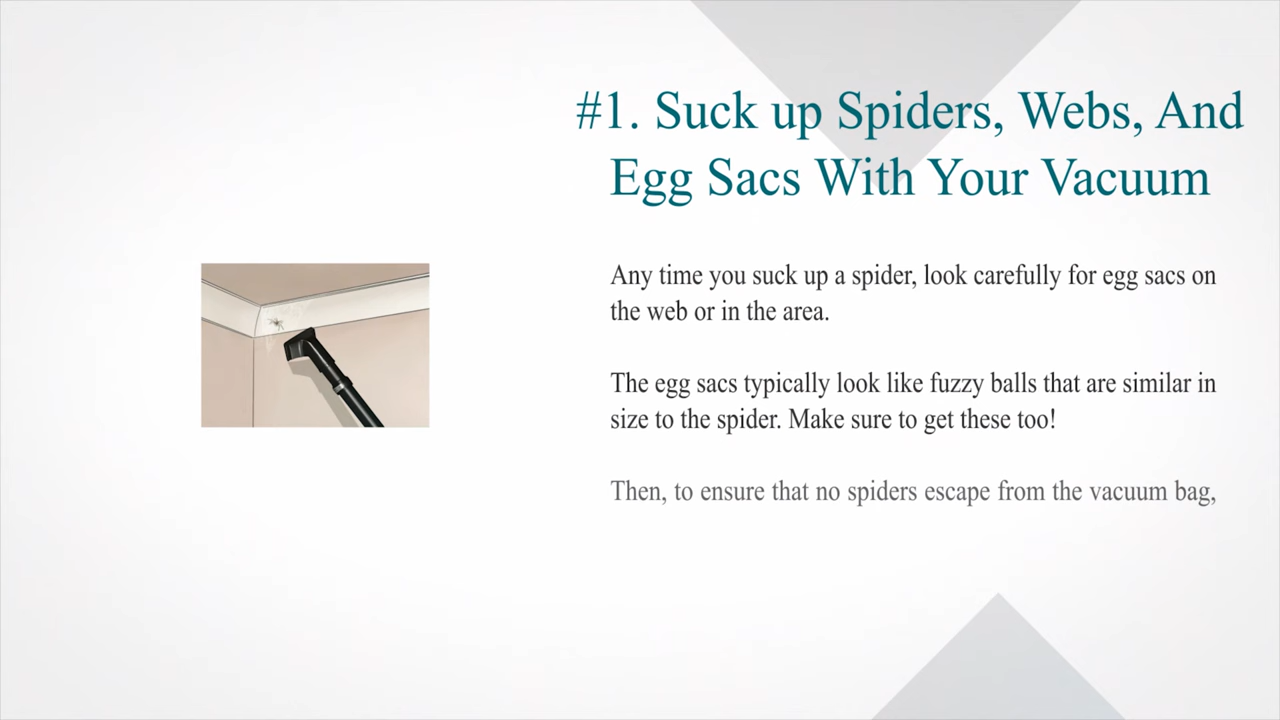 #1. Suck up Spiders, Webs, And
Egg Sacs With Your Vacuum
Any time you suck up a spider, look carefully for egg sacs on
the web or in the area.
The egg sacs typically look like fuzzy balls that are similar in
size to the spider. Make sure to get these too!
Then, to ensure that no spiders escape from the vacuum bag,